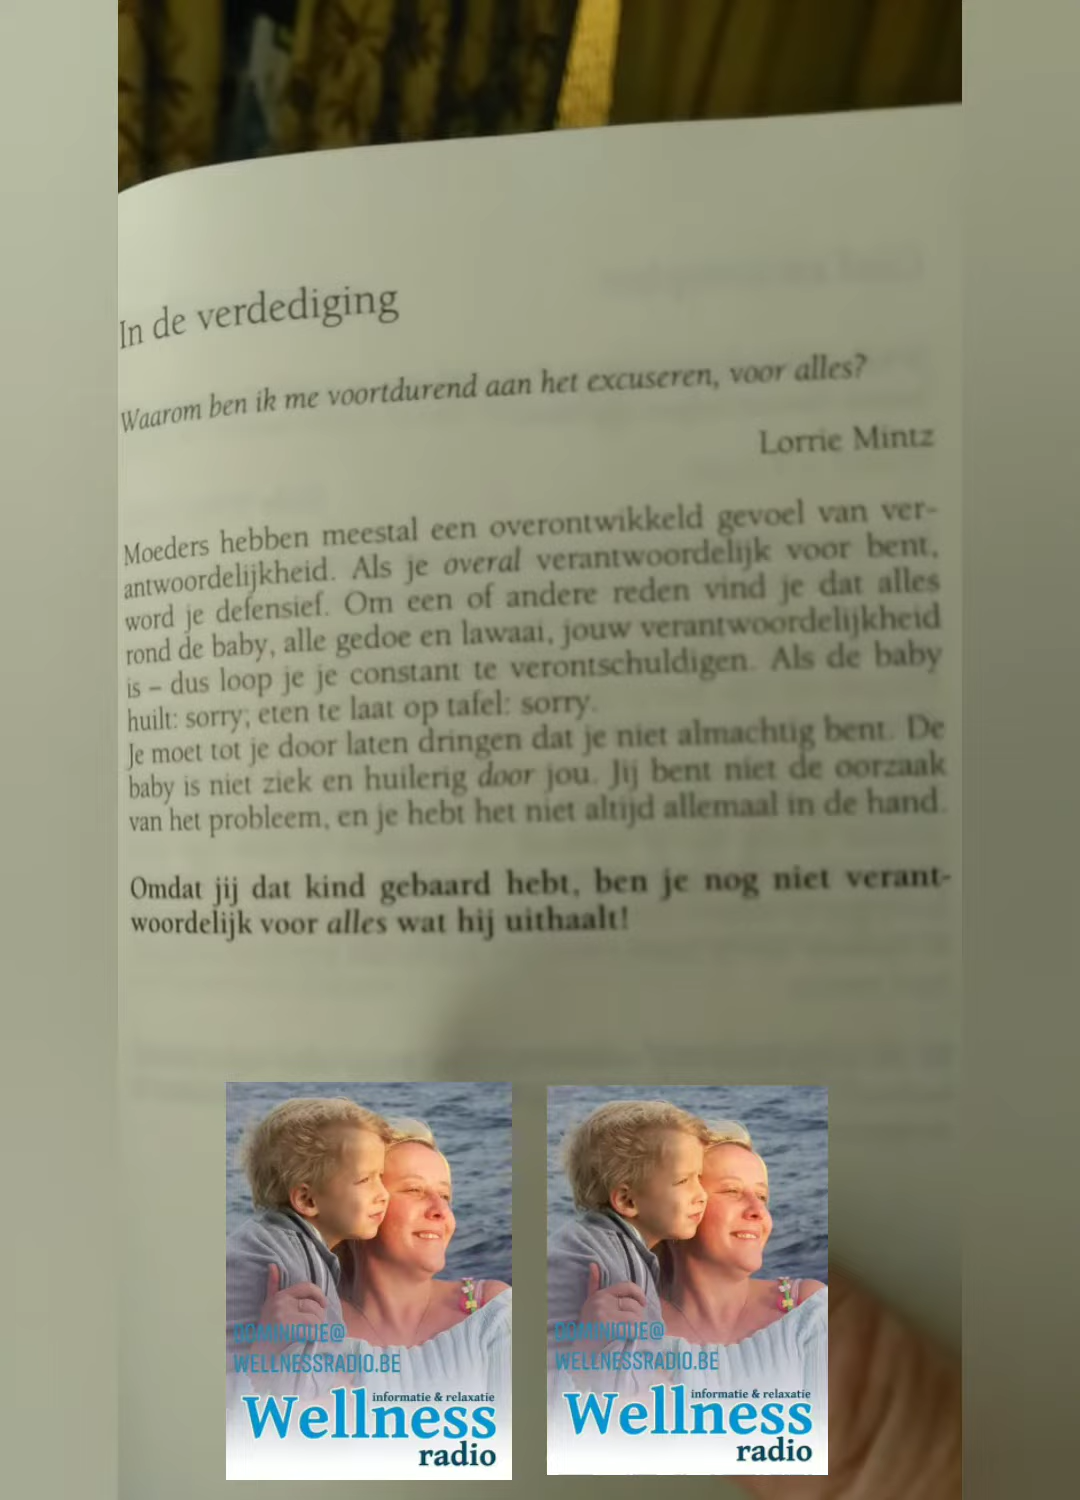 In de verdediging
Waarom ben ik me voortdurend aan het excuseren, voor alles?
Lorrie Mintz
Moeders hebben meestal een overontwikkeld gevoel van ver-
antwoordelijkheid. Als je overal verantwoordelijk voor bent,
word je defensief. Om een of andere reden vind je dat alles
rond de baby, alle gedoe en lawaai, jouw verantwoordelijkheid
is – dus loop je je constant te verontschuldigen. Als de baby
huilt: sorry; eten te laat op tafel: sorry.
Je moet tot je door laten dringen dat je niet almachtig bent. De
baby is niet ziek en huilerig door jou. Jij bent niet de oorzaak
van het probleem, en je hebt het niet altijd allemaal in de hand.
Omdat jij dat kind gebaard hebt, ben je nog niet verant-
woordelijk voor alles wat hij uithaalt!
DOMINIQUE@
WELLNESSRADIO.BE
informatie & relaxatie
Wellness
radio
DOMINIQUE@
WELLNESSRADIO.BE
informatie & relaxatie
Wellness
radio